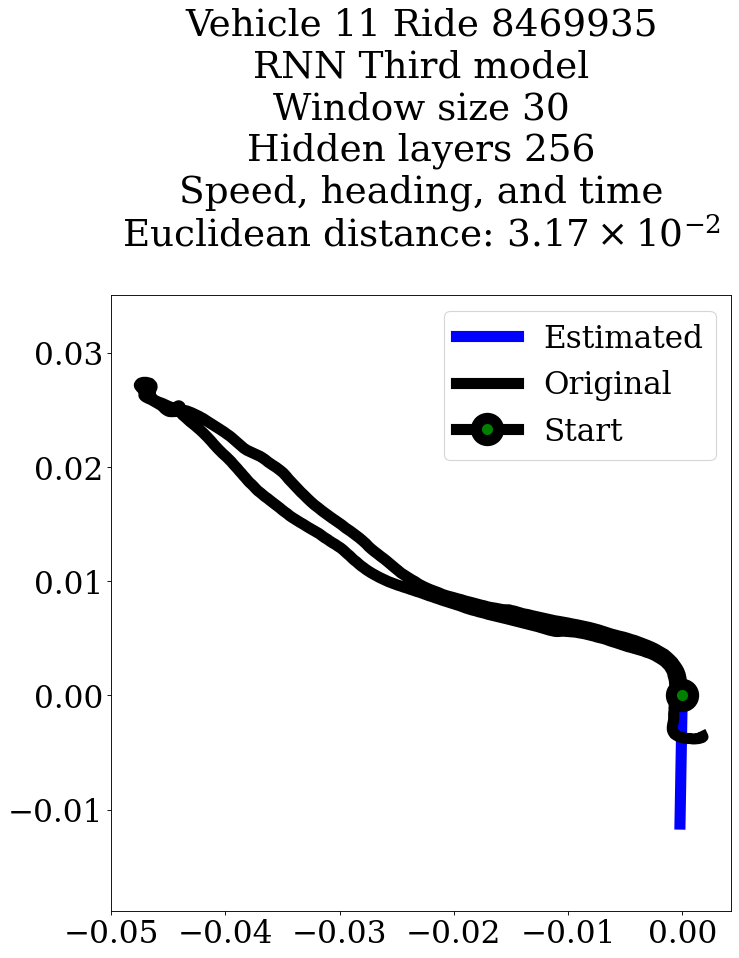 Vehicle 11 Ride 8469935
RNN Third model
Window size 30
Hidden layers 256
Speed, heading, and time
Euclidean distance: 3.17 × 10⁻²
Estimated
Original
Start
0.03
0.02
0.01
0.00
−0.01
−0.05 −0.04 −0.03 −0.02 −0.01 0.00